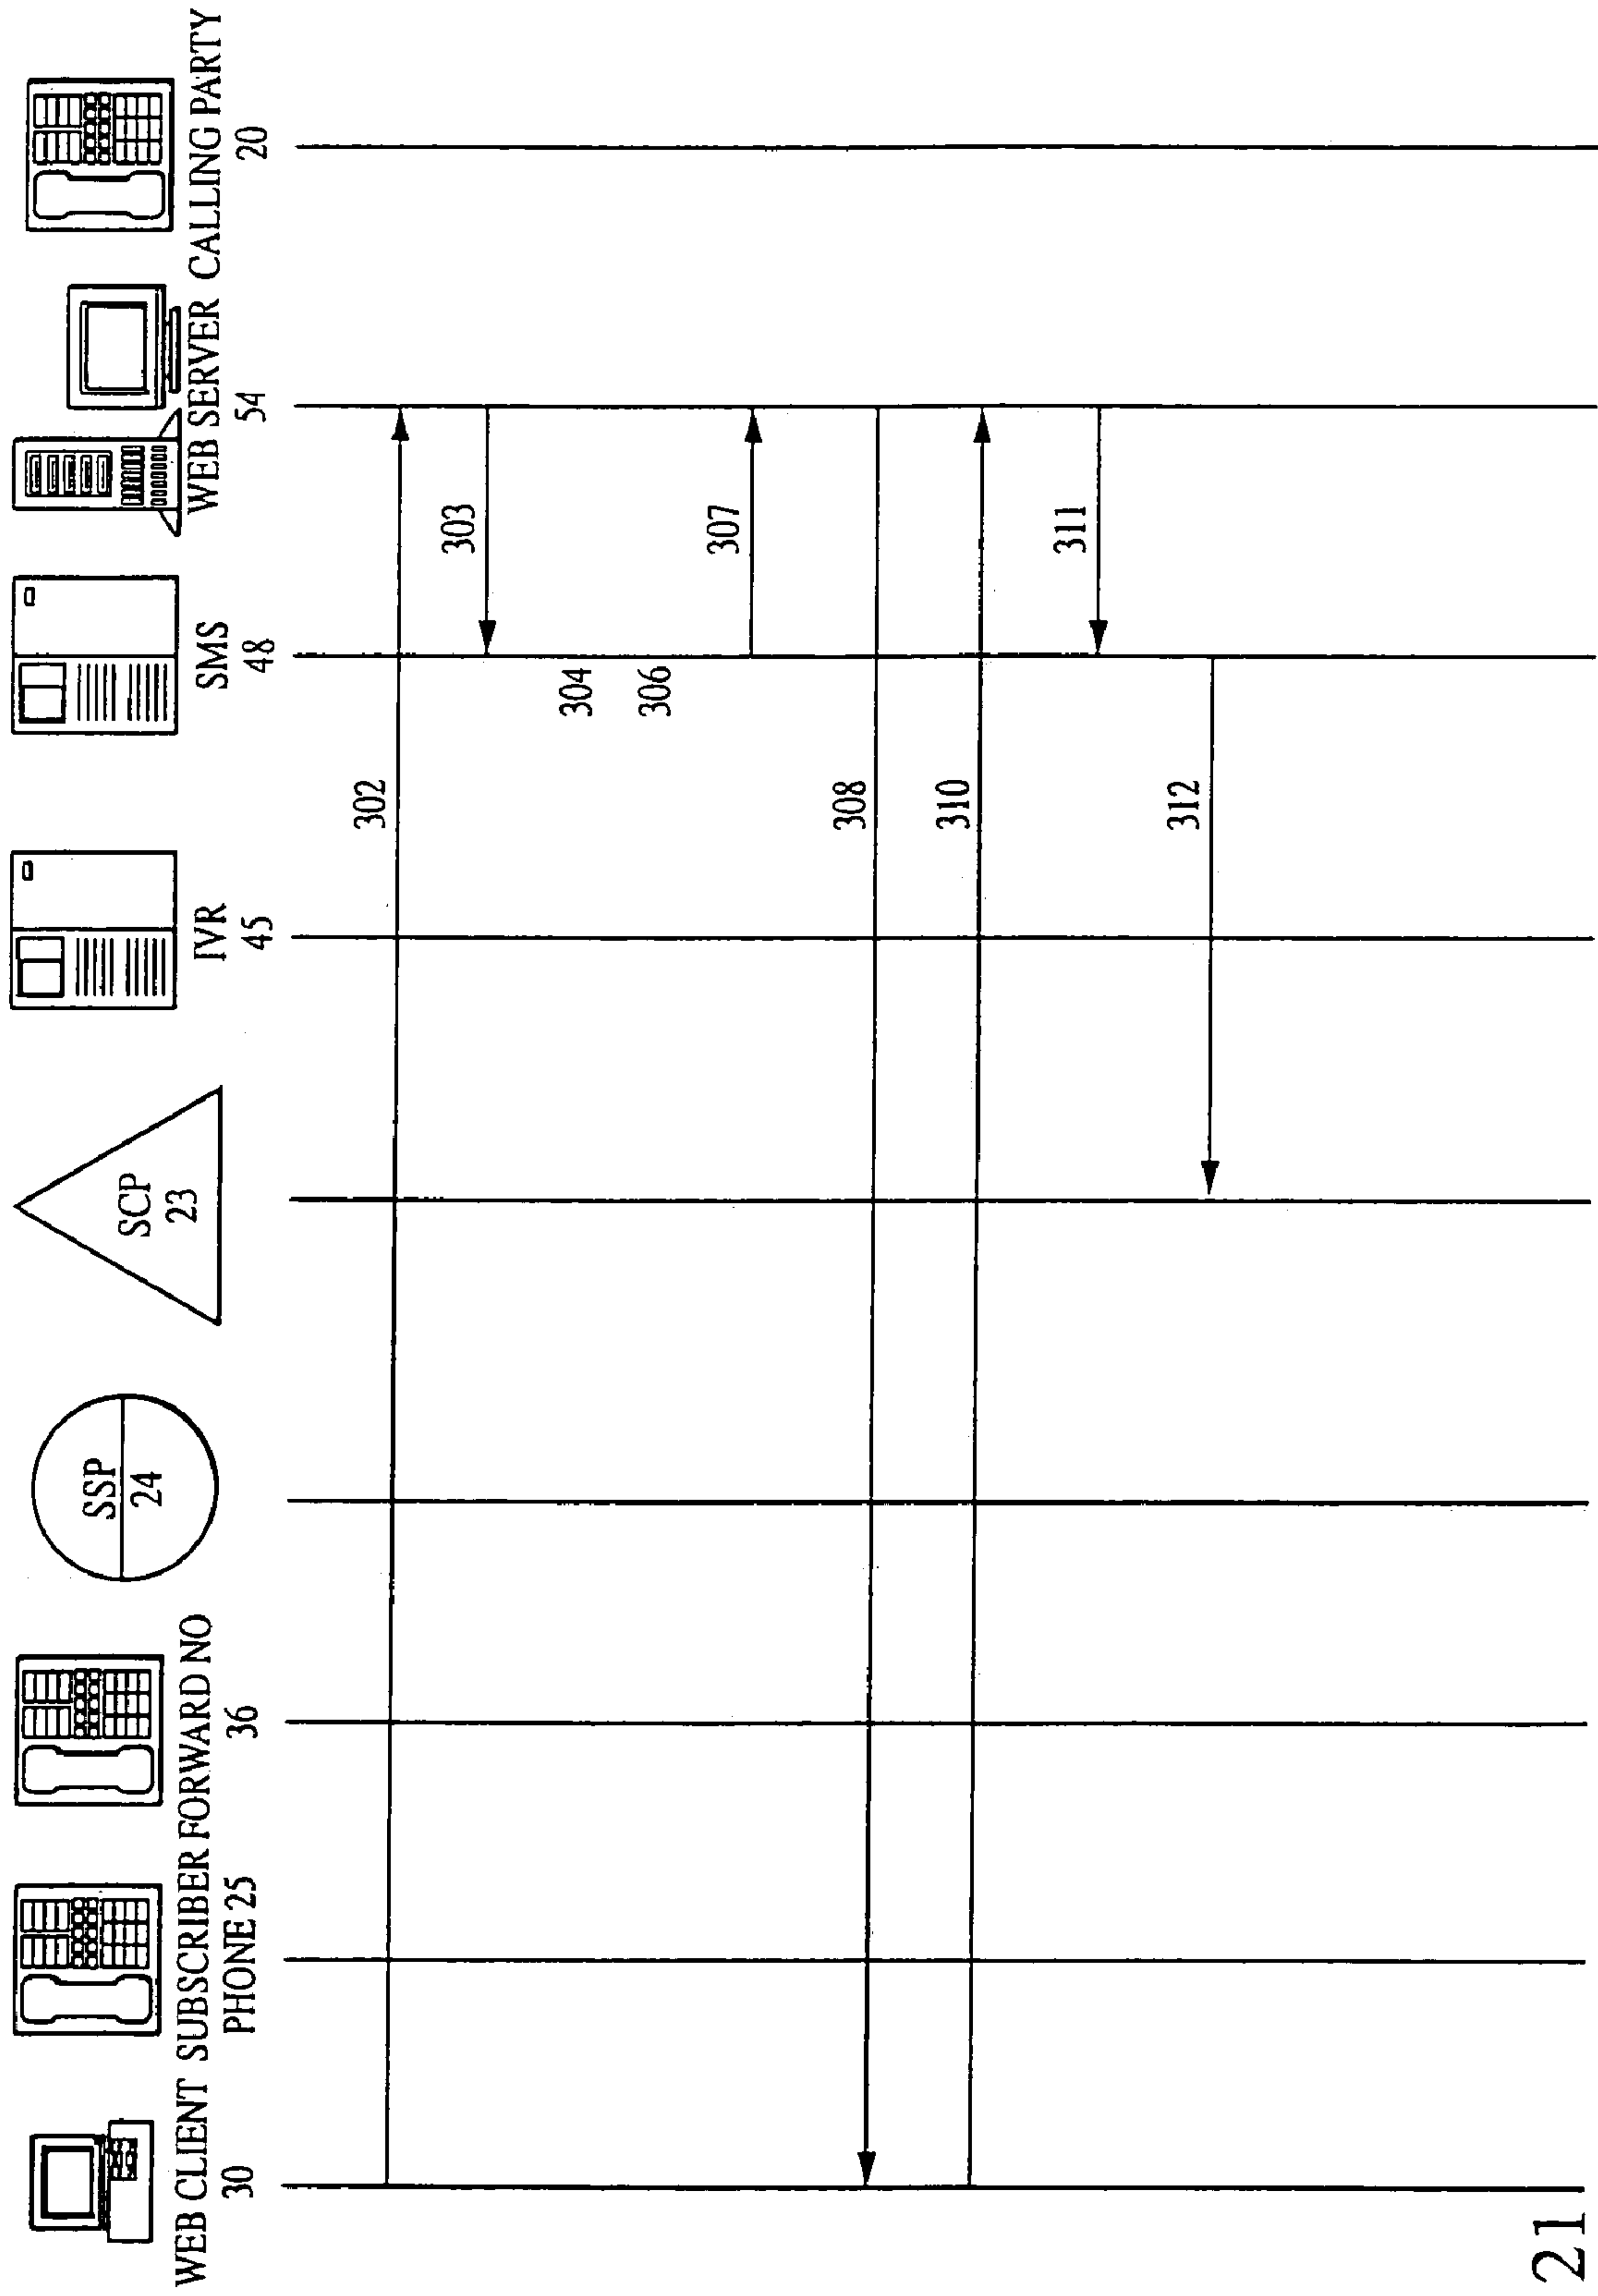 WEB CLIENT
30
SUBSCRIBER
PHONE 25
FORWARD NO
36
SSP
24
SCP
23
IVR
45
SMS
48
WEB SERVER
54
CALLING PARTY
20
302
303
304
306
307
308
310
311
312
21